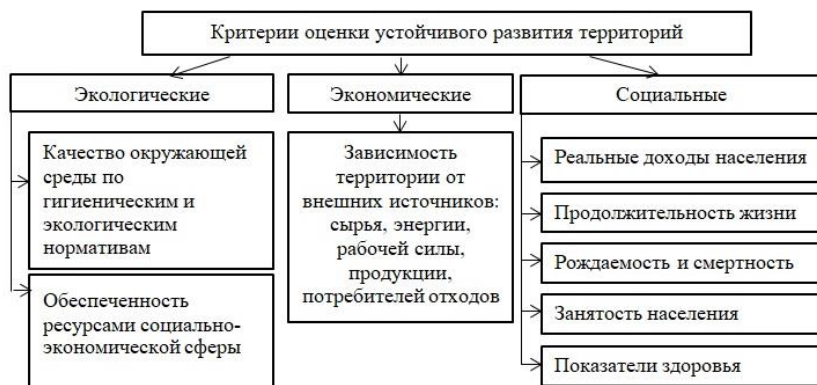 Критерии оценки устойчивого развития территорий
Экологические
Экономические
Социальные
Качество окружающей
среды по
гигиеническим и
экологическим
нормативам
Обеспеченность
ресурсами социально-
экономической сферы
Зависимость
территории от
внешних источников:
сырья, энергии,
рабочей силы,
продукции,
потребителей отходов
Реальные доходы населения
Продолжительность жизни
Рождаемость и смертность
Занятость населения
Показатели здоровья